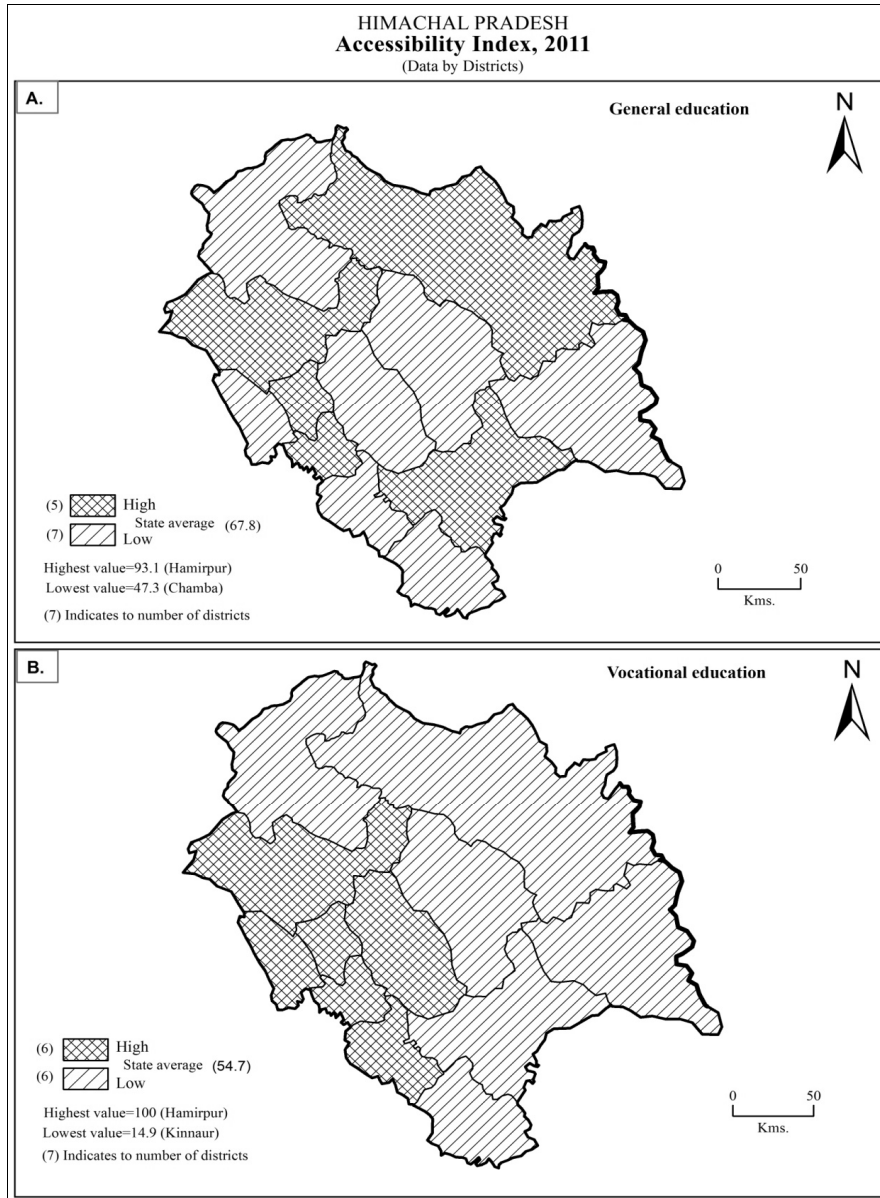 HIMACHAL PRADESH
Accessibility Index, 2011
(Data by Districts)
A.
General education
N
(5) High
State average (67.8)
(7) Low
Highest value=93.1 (Hamirpur)
Lowest value=47.3 (Chamba)
(7) Indicates to number of districts
0 50
Kms.
B.
Vocational education
N
(6) High
State average (54.7)
(6) Low
Highest value=100 (Hamirpur)
Lowest value=14.9 (Kinnaur)
(7) Indicates to number of districts
0 50
Kms.